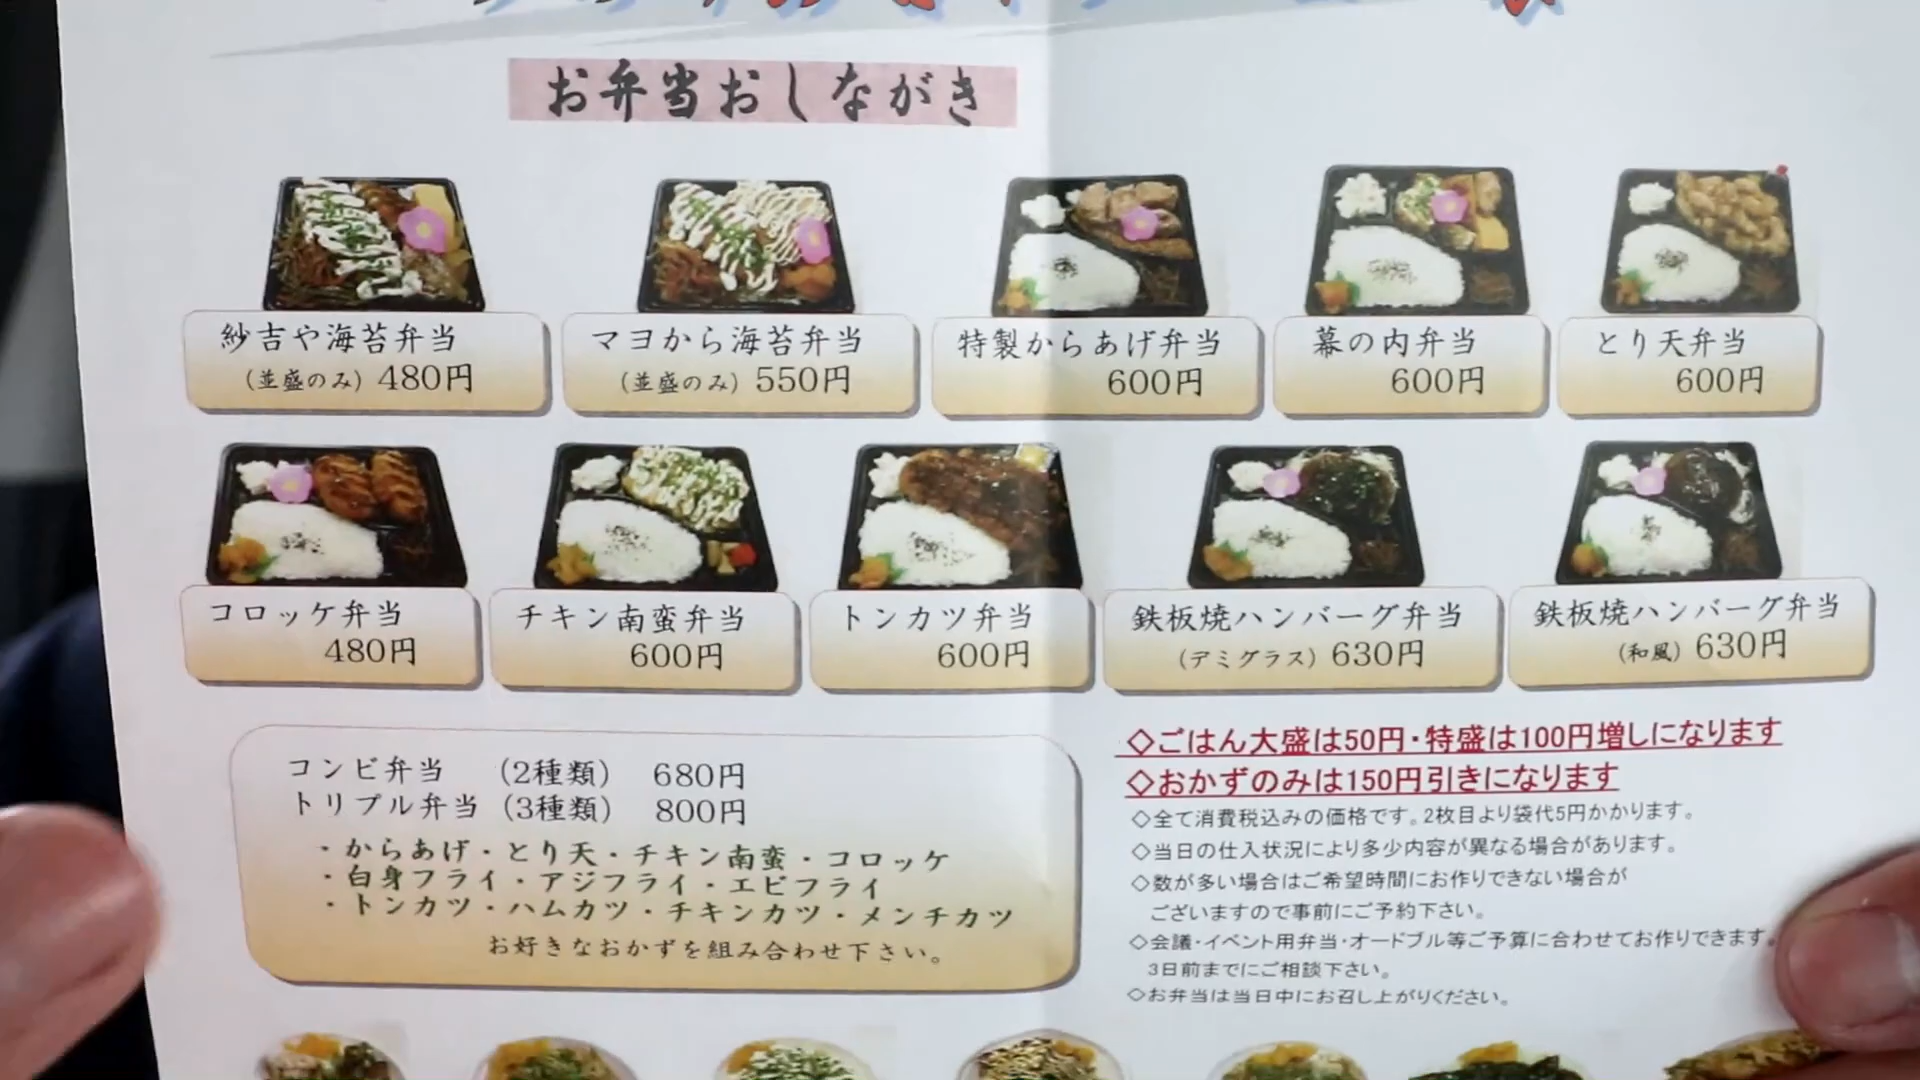 お弁当おしながき
紗吉や海苔弁当
(並盛のみ) 480円
マヨから海苔弁当
(並盛のみ) 550円
特製からあげ弁当
600円
幕の内弁当
600円
とり天弁当
600円
コロッケ弁当
480円
チキン南蛮弁当
600円
トンカツ弁当
600円
鉄板焼ハンバーグ弁当
(デミグラス) 630円
鉄板焼ハンバーグ弁当
(和風) 630円
コンビ弁当 (2種類) 680円
トリプル弁当 (3種類) 800円
・からあげ・とり天・チキン南蛮・コロッケ
・白身フライ・アジフライ・エビフライ
・トンカツ・ハムカツ・チキンカツ・メンチカツ
お好きなおかずを組み合わせ下さい。
◇ごはん大盛は50円・特盛は100円増しになります
◇おかずのみは150円引きになります
◇全て消費税込みの価格です。2枚目より袋代5円かかります。
◇当日の仕入状況により多少内容が異なる場合があります。
◇数が多い場合はご希望時間にお作りできない場合が
ございますので事前にご予約下さい。
◇会議・イベント用弁当・オードブル等ご予算に合わせてお作りできます。
3日前までにご相談下さい。
◇お弁当は当日中にお召し上がりください。